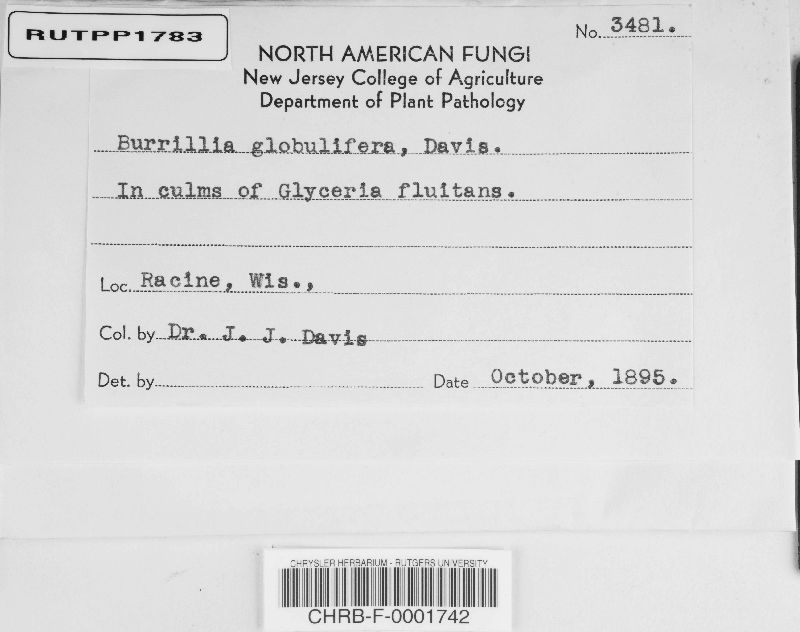 RUTPP1783
No. 3481.
NORTH AMERICAN FUNGI
New Jersey College of Agriculture
Department of Plant Pathology
Burrillia globulifera, Davis.
In culms of Glyceria fluitans.
Loc. Racine, Wis.,
Col. by Dr. J. J. Davis
Det. by Date October, 1895.
CHRYSLER HERBARIUM - RUTGERS UNIVERSITY
CHRB-F-0001742